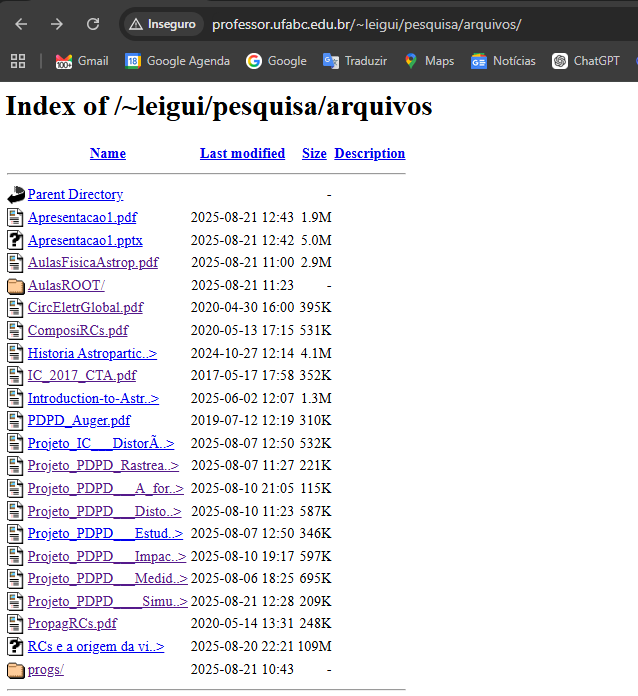 Inseguro professor.ufabc.edu.br/~leigui/pesquisa/arquivos/
Gmail Google Agenda Google Traduzir Maps Notícias ChatGPT
Index of /~leigui/pesquisa/arquivos
Name Last modified Size Description
Parent Directory -
Apresentacao1.pdf 2025-08-21 12:43 1.9M
Apresentacao1.pptx 2025-08-21 12:42 5.0M
AulasFisicaAstrop.pdf 2025-08-21 11:00 2.9M
AulasROOT/ 2025-08-21 11:23 -
CircEletrGlobal.pdf 2020-04-30 16:00 395K
ComposiRCs.pdf 2020-05-13 17:15 531K
Historia Astropartic..> 2024-10-27 12:14 4.1M
IC_2017_CTA.pdf 2017-05-17 17:58 352K
Introduction-to-Astr..> 2025-06-02 12:07 1.3M
PDPD_Auger.pdf 2019-07-12 12:19 310K
Projeto_IC___DistorÃ..> 2025-08-07 12:50 532K
Projeto_PDPD_Rastrea..> 2025-08-07 11:27 221K
Projeto_PDPD___A_for..> 2025-08-10 21:05 115K
Projeto_PDPD___Disto..> 2025-08-10 11:23 587K
Projeto_PDPD___Estud..> 2025-08-07 12:50 346K
Projeto_PDPD___Impac..> 2025-08-10 19:17 597K
Projeto_PDPD___Medid..> 2025-08-06 18:25 695K
Projeto_PDPD____Simu..> 2025-08-21 12:28 209K
PropagRCs.pdf 2020-05-14 13:31 248K
RCs e a origem da vi..> 2025-08-20 22:21 109M
progs/ 2025-08-21 10:43 -